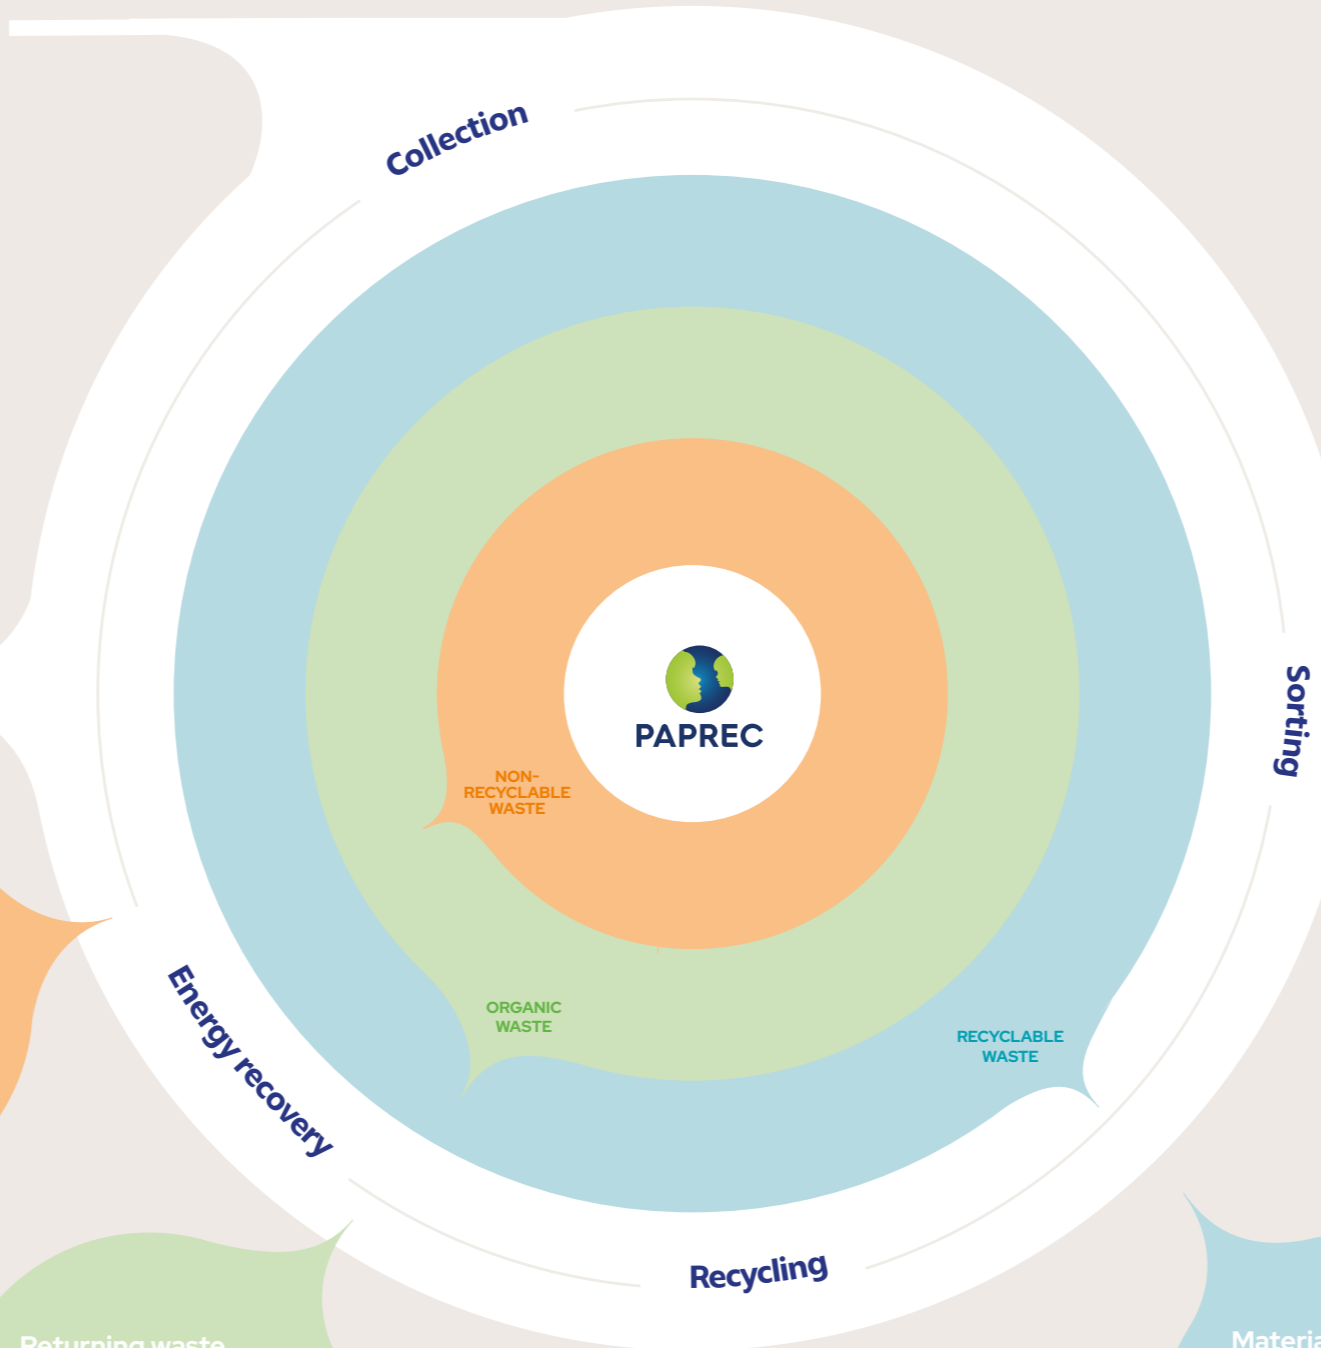 Collection
Sorting
PAPREC
NON-
RECYCLABLE
WASTE
ORGANIC
WASTE
RECYCLABLE
WASTE
Energy recovery
Recycling
Returning waste